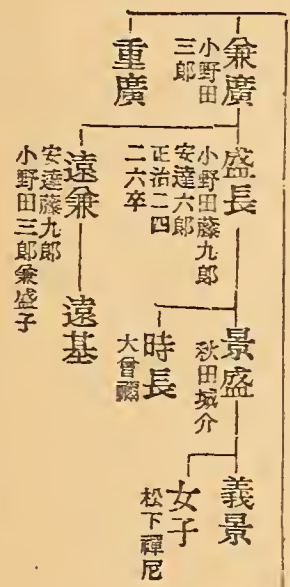 兼廣
小野田
三郎
重廣
盛長
小野田藤九郎
安達六郎
正治二四
二六卒
遠兼
安達藤九郎
小野田三郎兼盛子
遠基
景盛
秋田城介
時長
大曾禰
義景
女子
松下禪尼